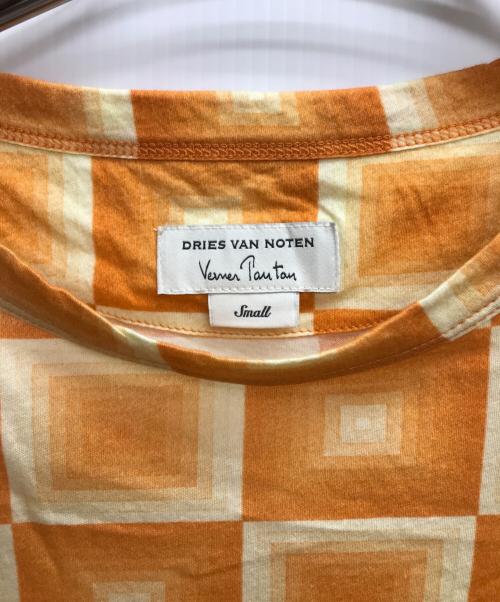 DRIES VAN NOTEN
Verner Panton
Small